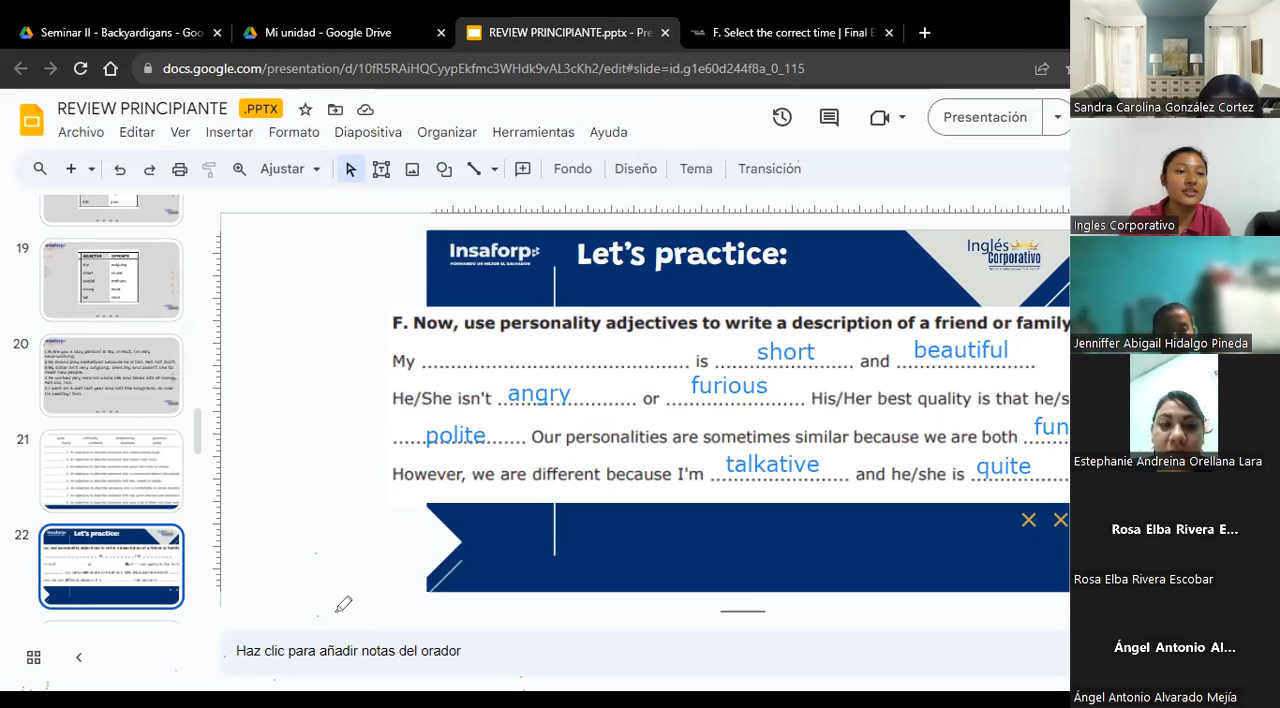 Seminar II - Backyardigans - Goo
Mi unidad - Google Drive
REVIEW PRINCIPIANTE.pptx - Pre
F. Select the correct time | Final E
docs.google.com/presentation/d/10fR5RAiHQCyypEkfmc3WHdk9vAL3cKh2/edit#slide=id.g1e60d244f8a_0_115
REVIEW PRINCIPIANTE .PPTX
Archivo Editar Ver Insertar Formato Diapositiva Organizar Herramientas Ayuda
Presentación
Ajustar Fondo Diseño Tema Transición
19
20
21
22
Insaforp
Let's practice:
Inglés Corporativo
F. Now, use personality adjectives to write a description of a friend or family
My ........................ is short and beautiful
He/She isn't angry or furious His/Her best quality is that he/s
polite Our personalities are sometimes similar because we are both fun
However, we are different because I'm talkative and he/she is quite
Haz clic para añadir notas del orador
Sandra Carolina González Cortez
Ingles Corporativo
Jenniffer Abigail Hidalgo Pineda
Estephanie Andreina Orellana Lara
Rosa Elba Rivera E...
Rosa Elba Rivera Escobar
Ángel Antonio Al...
Ángel Antonio Alvarado Mejía